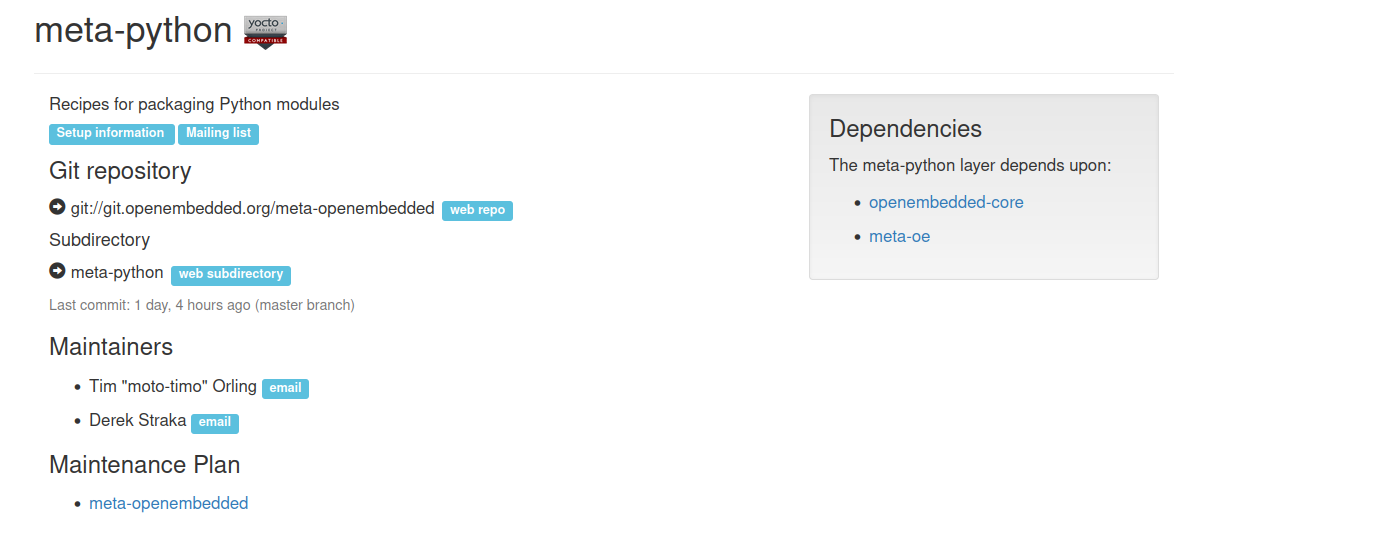 meta-python
yocto
PROJECT
COMPATIBLE
Recipes for packaging Python modules
Setup information Mailing list
Git repository
git://git.openembedded.org/meta-openembedded web repo
Subdirectory
meta-python web subdirectory
Last commit: 1 day, 4 hours ago (master branch)
Maintainers
• Tim "moto-timo" Orling email
• Derek Straka email
Maintenance Plan
• meta-openembedded
Dependencies
The meta-python layer depends upon:
• openembedded-core
• meta-oe